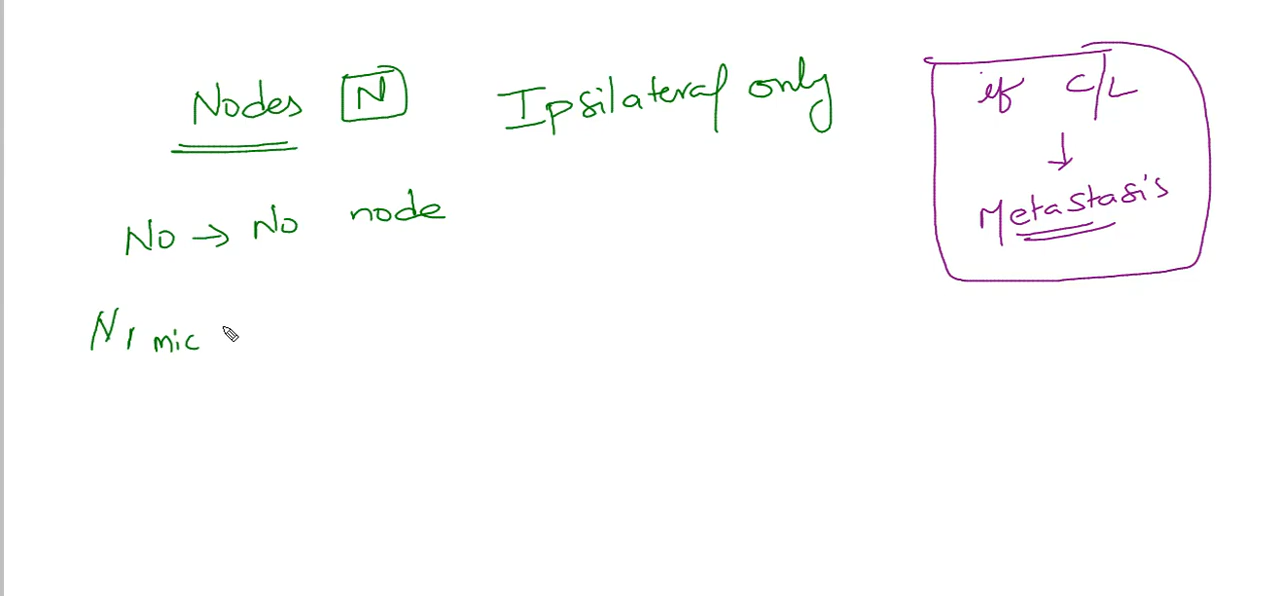 Nodes N Ipsilateral only
No → No node
N1 mic
if C/L
↓
Metastasis